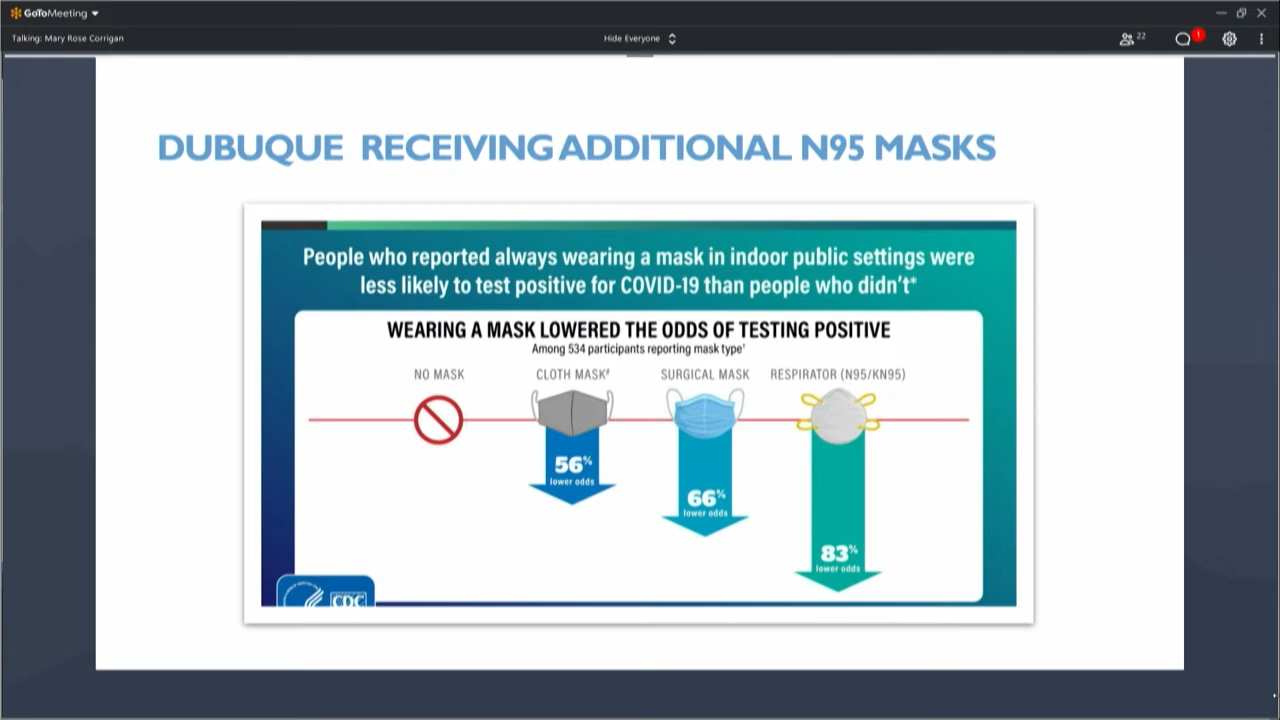 GoToMeeting
Talking: Mary Rose Corrigan
Hide Everyone
22
1
DUBUQUE RECEIVING ADDITIONAL N95 MASKS
People who reported always wearing a mask in indoor public settings were
less likely to test positive for COVID-19 than people who didn't*
WEARING A MASK LOWERED THE ODDS OF TESTING POSITIVE
Among 534 participants reporting mask type†
NO MASK
CLOTH MASK#
SURGICAL MASK
RESPIRATOR (N95/KN95)
56%
lower odds
66%
lower odds
83%
lower odds
CDC